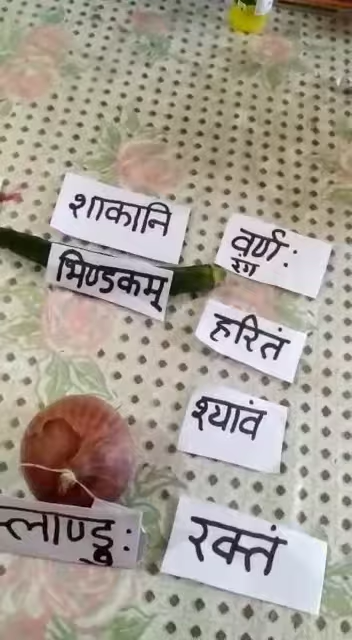 शाकानि
वर्ण:
रंग
भिण्डकम्
हरितं
श्यावं
लाण्डु:
रक्तं